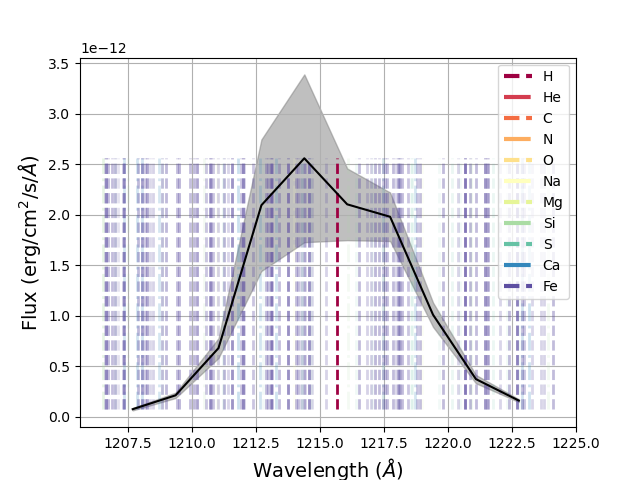 1e−12
3.5
3.0
2.5
2.0
1.5
1.0
0.5
0.0
Flux (erg/cm²/s/Å)
H
He
C
N
O
Na
Mg
Si
S
Ca
Fe
1207.5 1210.0 1212.5 1215.0 1217.5 1220.0 1222.5 1225.0
Wavelength (Å)